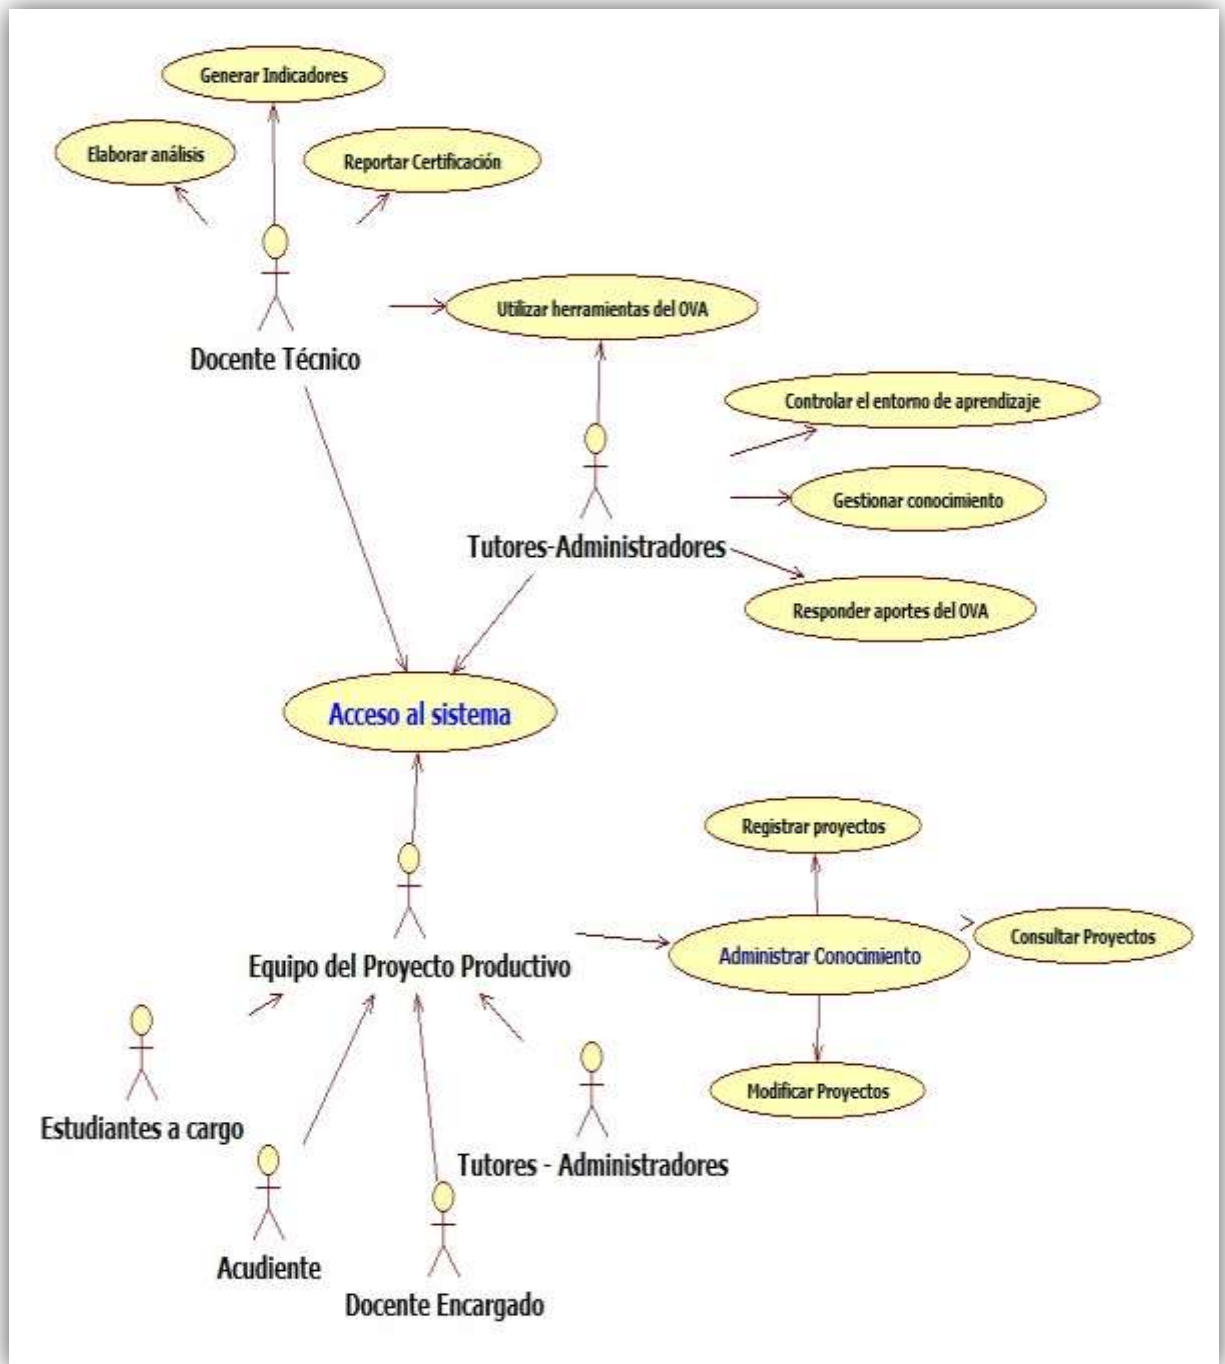 Generar Indicadores
Elaborar análisis
Reportar Certificación
Utilizar herramientas del OVA
Docente Técnico
Controlar el entorno de aprendizaje
Gestionar conocimiento
Tutores-Administradores
Responder aportes del OVA
Acceso al sistema
Registrar proyectos
Consultar Proyectos
Administrar Conocimiento
Equipo del Proyecto Productivo
Modificar Proyectos
Estudiantes a cargo
Tutores - Administradores
Acudiente
Docente Encargado